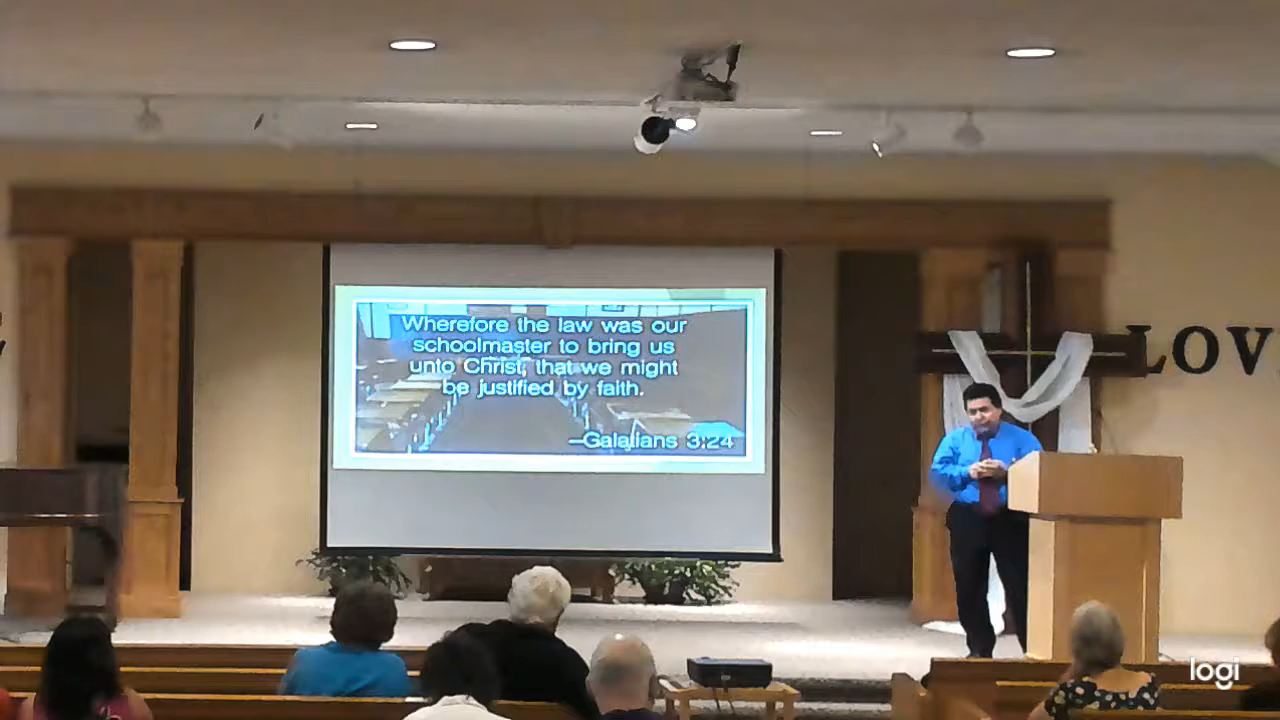 Wherefore the law was our
schoolmaster to bring us
unto Christ, that we might
be justified by faith.
—Galatians 3:24
LOV
logi